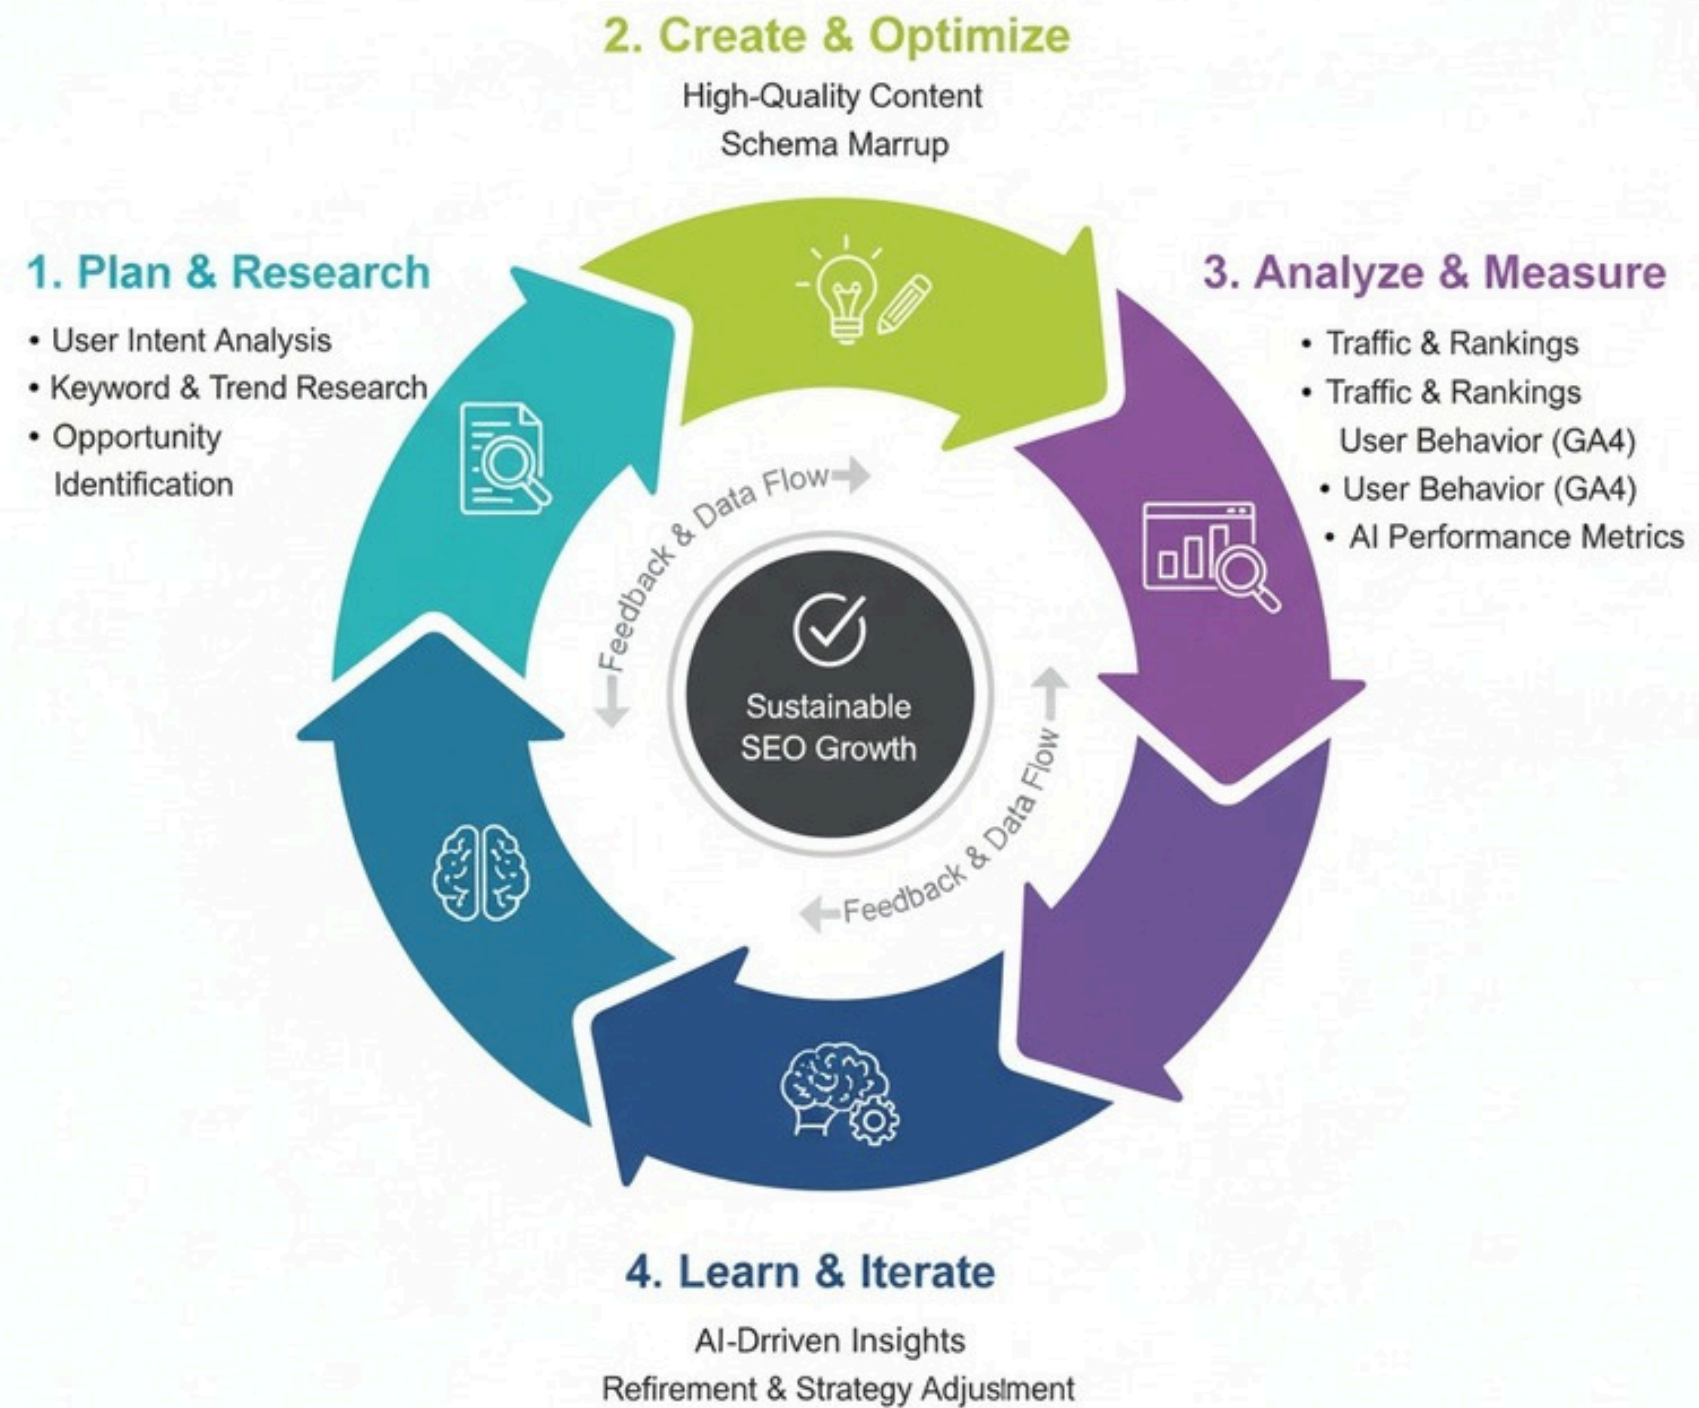 2. Create & Optimize
High-Quality Content
Schema Marrup
1. Plan & Research
• User Intent Analysis
• Keyword & Trend Research
• Opportunity
Identification
3. Analyze & Measure
• Traffic & Rankings
• Traffic & Rankings
User Behavior (GA4)
• User Behavior (GA4)
• AI Performance Metrics
Feedback & Data Flow
Sustainable
SEO Growth
Feedback & Data Flow
4. Learn & Iterate
AI-Drriven Insights
Refirement & Strategy Adjuslment